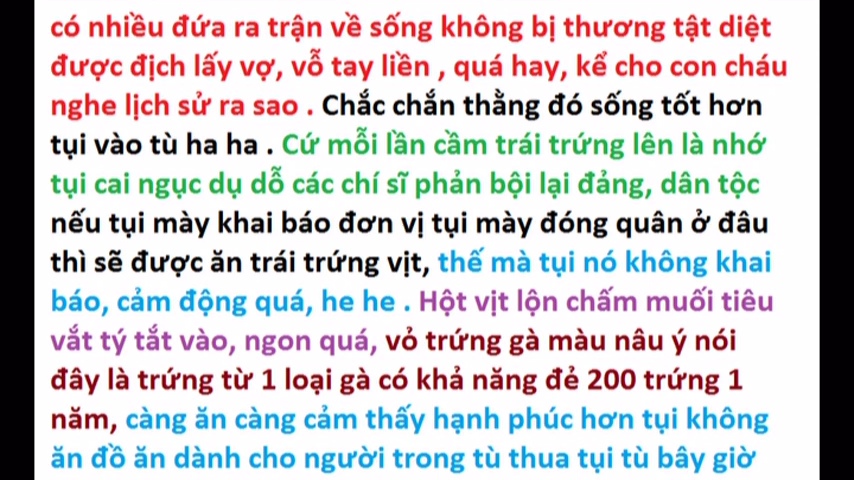 có nhiều đứa ra trận về sống không bị thương tật diệt
được địch lấy vợ, vỗ tay liền , quá hay, kể cho con cháu
nghe lịch sử ra sao . Chắc chắn thằng đó sống tốt hơn
tụi vào tù ha ha . Cứ mỗi lần cầm trái trứng lên là nhớ
tụi cai ngục dụ dỗ các chí sĩ phản bội lại đảng, dân tộc
nếu tụi mày khai báo đơn vị tụi mày đóng quân ở đâu
thì sẽ được ăn trái trứng vịt, thế mà tụi nó không khai
báo, cảm động quá, he he . Hột vịt lộn chấm muối tiêu
vắt tý tắt vào, ngon quá, vỏ trứng gà màu nâu ý nói
đây là trứng từ 1 loại gà có khả năng đẻ 200 trứng 1
năm, càng ăn càng cảm thấy hạnh phúc hơn tụi không
ăn đồ ăn dành cho người trong tù thua tụi tù bây giờ